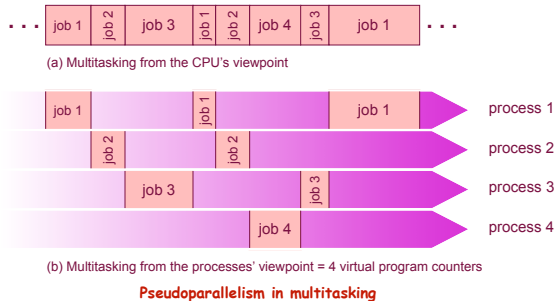 ... job 1 job 2 job 3 job 1 job 2 job 4 job 3 job 1 ...
(a) Multitasking from the CPU's viewpoint
job 1 job 1 job 1 process 1
job 2 job 2 process 2
job 3 job 3 process 3
job 4 process 4
(b) Multitasking from the processes' viewpoint = 4 virtual program counters
Pseudoparallelism in multitasking